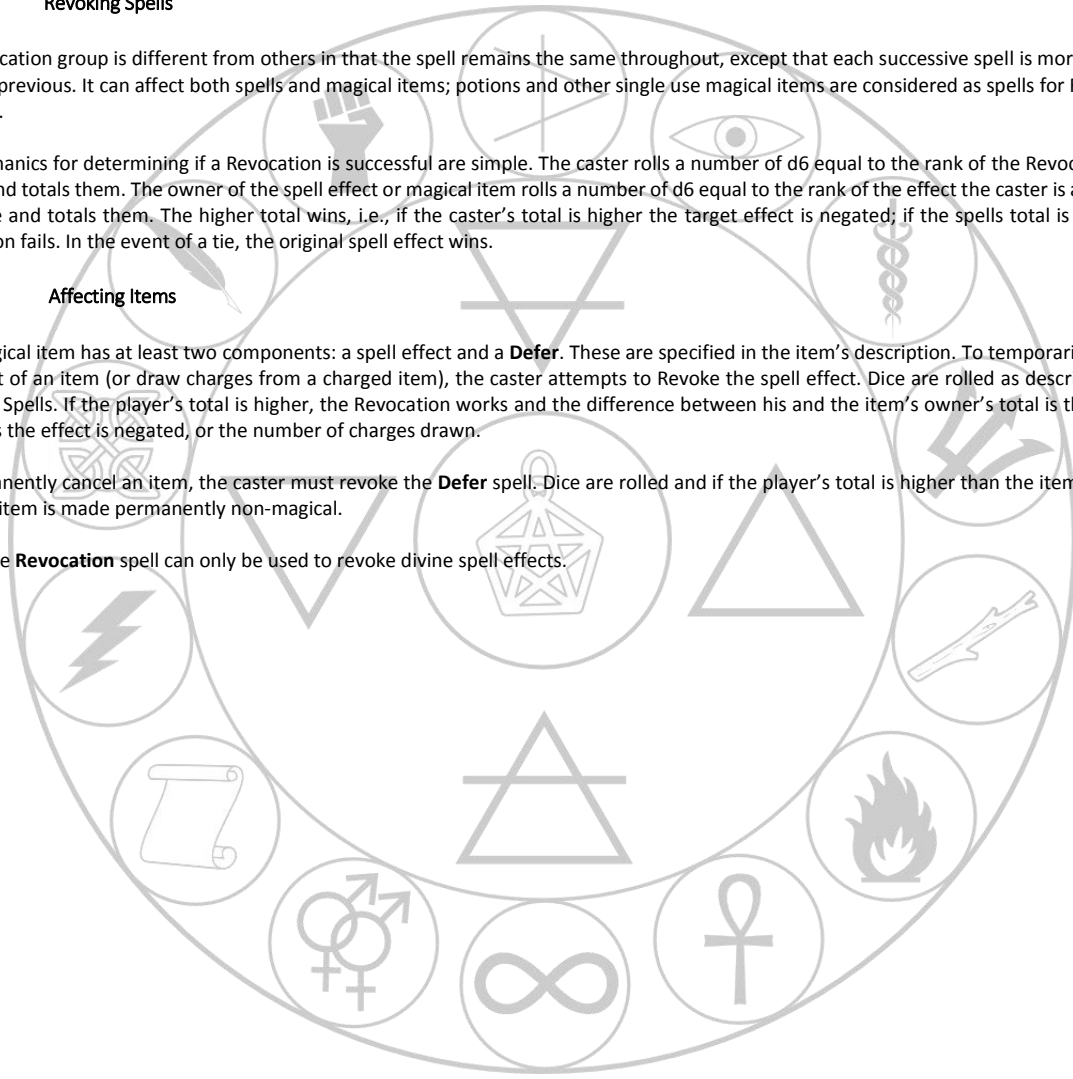 Revoking Spells
cation group is different from others in that the spell remains the same throughout, except that each successive spell is mor
previous. It can affect both spells and magical items; potions and other single use magical items are considered as spells for
.
hanics for determining if a Revocation is successful are simple. The caster rolls a number of d6 equal to the rank of the Revoc
nd totals them. The owner of the spell effect or magical item rolls a number of d6 equal to the rank of the effect the caster is a
e and totals them. The higher total wins, i.e., if the caster’s total is higher the target effect is negated; if the spells total is
on fails. In the event of a tie, the original spell effect wins.
Affecting Items
gical item has at least two components: a spell effect and a Defer. These are specified in the item’s description. To temporari
t of an item (or draw charges from a charged item), the caster attempts to Revoke the spell effect. Dice are rolled as descri
Spells. If the player’s total is higher, the Revocation works and the difference between his and the item’s owner’s total is th
s the effect is negated, or the number of charges drawn.
nently cancel an item, the caster must revoke the Defer spell. Dice are rolled and if the player’s total is higher than the item
item is made permanently non-magical.
e Revocation spell can only be used to revoke divine spell effects.